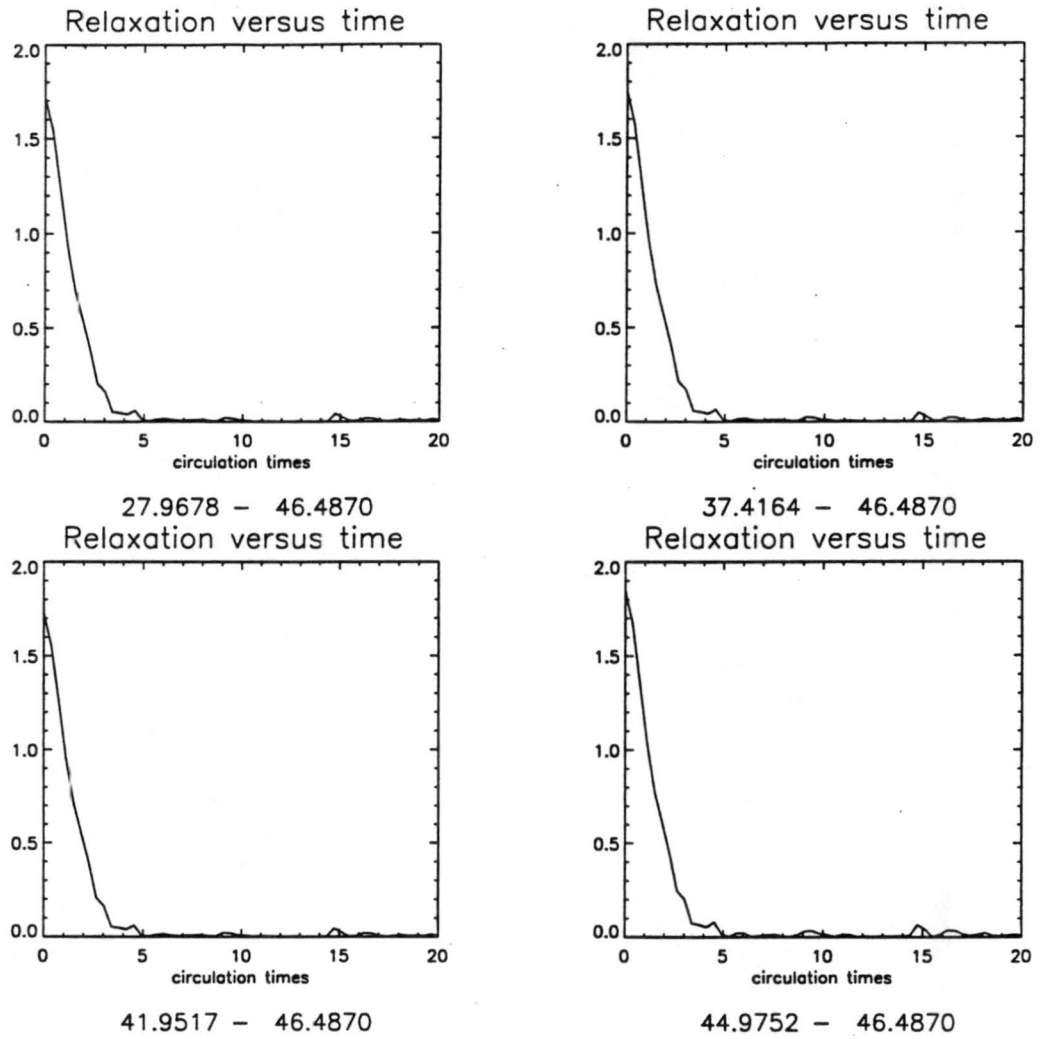 Relaxation versus time
2.0
1.5
1.0
0.5
0.0
0 5 10 15 20
circulation times
27.9678 – 46.4870
Relaxation versus time
2.0
1.5
1.0
0.5
0.0
0 5 10 15 20
circulation times
37.4164 – 46.4870
Relaxation versus time
2.0
1.5
1.0
0.5
0.0
0 5 10 15 20
circulation times
41.9517 – 46.4870
Relaxation versus time
2.0
1.5
1.0
0.5
0.0
0 5 10 15 20
circulation times
44.9752 – 46.4870